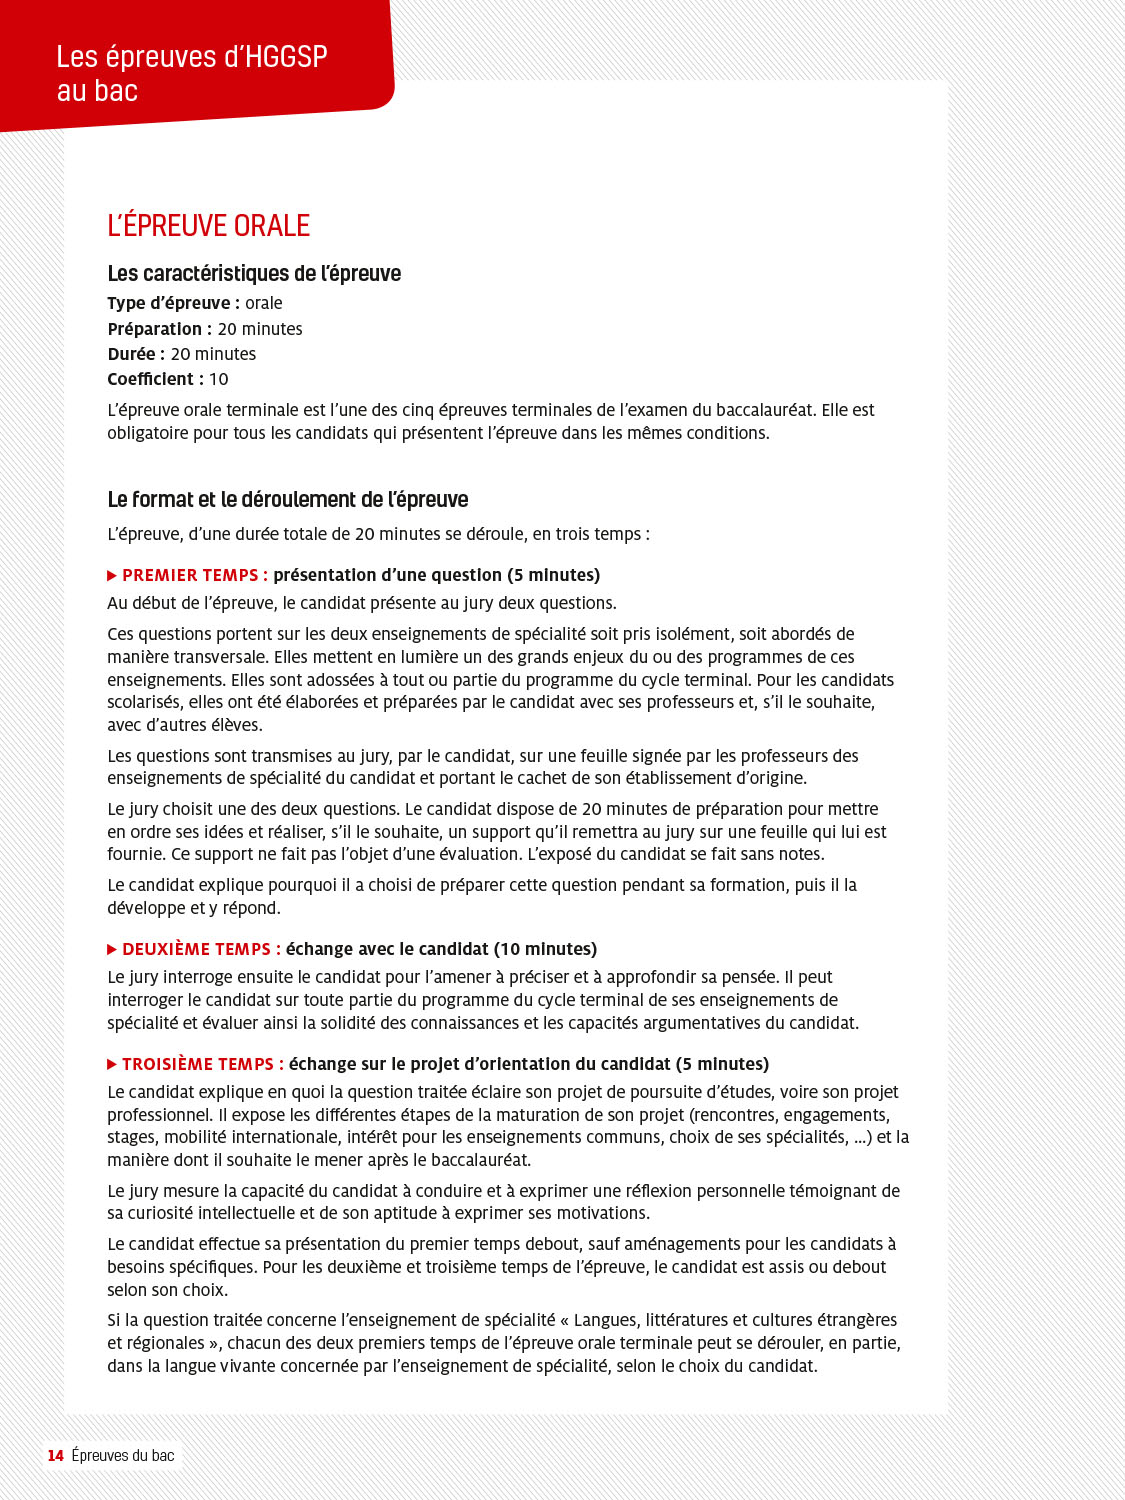 Les épreuves d’HGGSP
au bac
L’ÉPREUVE ORALE
Les caractéristiques de l’épreuve
Type d’épreuve : orale
Préparation : 20 minutes
Durée : 20 minutes
Coefficient : 10
L’épreuve orale terminale est l’une des cinq épreuves terminales de l’examen du baccalauréat. Elle est
obligatoire pour tous les candidats qui présentent l’épreuve dans les mêmes conditions.
Le format et le déroulement de l’épreuve
L’épreuve, d’une durée totale de 20 minutes se déroule, en trois temps :
▶ PREMIER TEMPS : présentation d’une question (5 minutes)
Au début de l’épreuve, le candidat présente au jury deux questions.
Ces questions portent sur les deux enseignements de spécialité soit pris isolément, soit abordés de
manière transversale. Elles mettent en lumière un des grands enjeux du ou des programmes de ces
enseignements. Elles sont adossées à tout ou partie du programme du cycle terminal. Pour les candidats
scolarisés, elles ont été élaborées et préparées par le candidat avec ses professeurs et, s’il le souhaite,
avec d’autres élèves.
Les questions sont transmises au jury, par le candidat, sur une feuille signée par les professeurs des
enseignements de spécialité du candidat et portant le cachet de son établissement d’origine.
Le jury choisit une des deux questions. Le candidat dispose de 20 minutes de préparation pour mettre
en ordre ses idées et réaliser, s’il le souhaite, un support qu’il remettra au jury sur une feuille qui lui est
fournie. Ce support ne fait pas l’objet d’une évaluation. L’exposé du candidat se fait sans notes.
Le candidat explique pourquoi il a choisi de préparer cette question pendant sa formation, puis il la
développe et y répond.
▶ DEUXIÈME TEMPS : échange avec le candidat (10 minutes)
Le jury interroge ensuite le candidat pour l’amener à préciser et à approfondir sa pensée. Il peut
interroger le candidat sur toute partie du programme du cycle terminal de ses enseignements de
spécialité et évaluer ainsi la solidité des connaissances et les capacités argumentatives du candidat.
▶ TROISIÈME TEMPS : échange sur le projet d’orientation du candidat (5 minutes)
Le candidat explique en quoi la question traitée éclaire son projet de poursuite d’études, voire son projet
professionnel. Il expose les différentes étapes de la maturation de son projet (rencontres, engagements,
stages, mobilité internationale, intérêt pour les enseignements communs, choix de ses spécialités, ...) et la
manière dont il souhaite le mener après le baccalauréat.
Le jury mesure la capacité du candidat à conduire et à exprimer une réflexion personnelle témoignant de
sa curiosité intellectuelle et de son aptitude à exprimer ses motivations.
Le candidat effectue sa présentation du premier temps debout, sauf aménagements pour les candidats à
besoins spécifiques. Pour les deuxième et troisième temps de l’épreuve, le candidat est assis ou debout
selon son choix.
Si la question traitée concerne l’enseignement de spécialité « Langues, littératures et cultures étrangères
et régionales », chacun des deux premiers temps de l’épreuve orale terminale peut se dérouler, en partie,
dans la langue vivante concernée par l’enseignement de spécialité, selon le choix du candidat.
14 Épreuves du bac